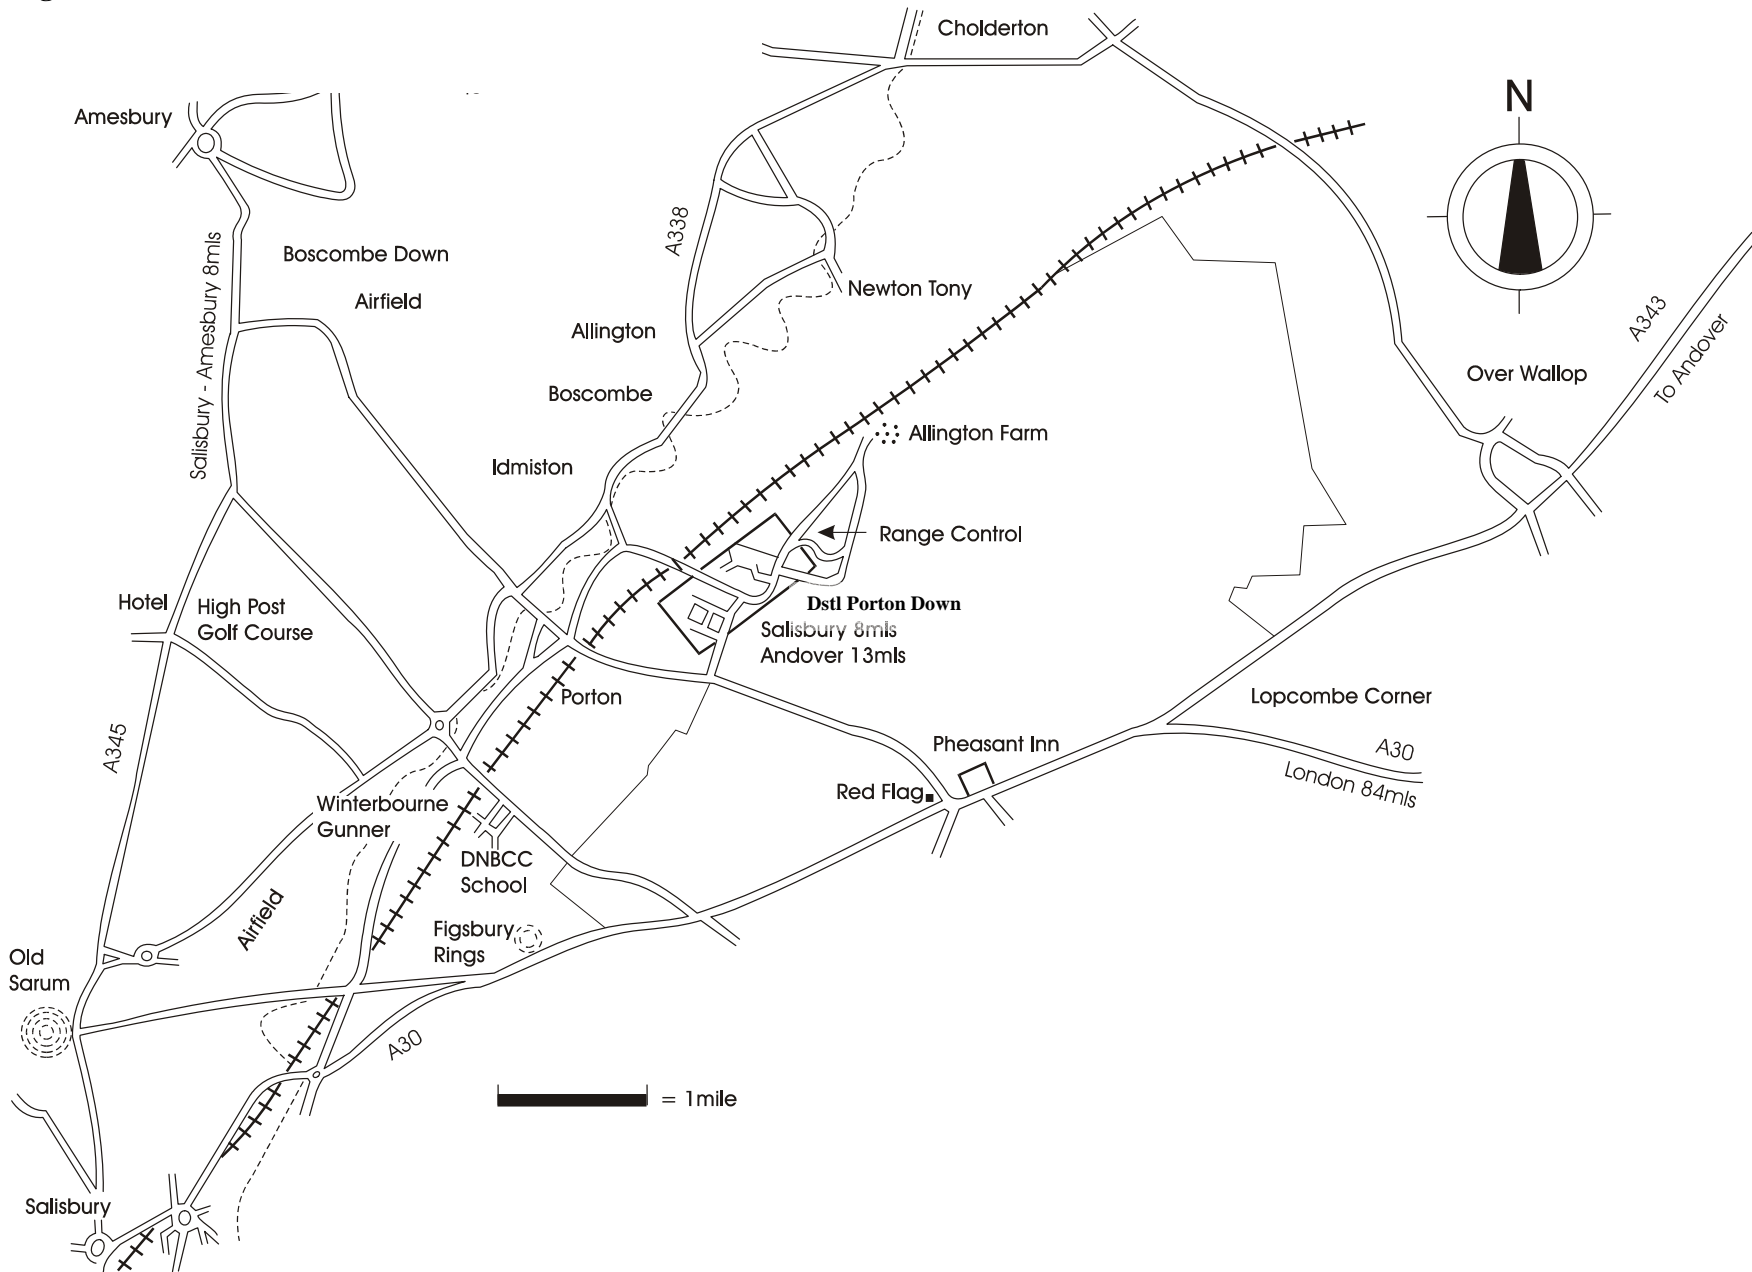 Cholderton
N
Amesbury
Boscombe Down
Airfield
A338
Salisbury - Amesbury 8mls
Newton Tony
Allington
A343
To Andover
Over Wallop
Boscombe
Allington Farm
Idmiston
Range Control
Hotel
High Post
Golf Course
Dstl Porton Down
Salisbury 8mls
Andover 13mls
Porton
Lopcombe Corner
A345
Pheasant Inn
A30
London 84mls
Red Flag
Winterbourne
Gunner
DNBCC
School
Airfield
Figsbury
Rings
Old
Sarum
A30
= 1mile
Salisbury